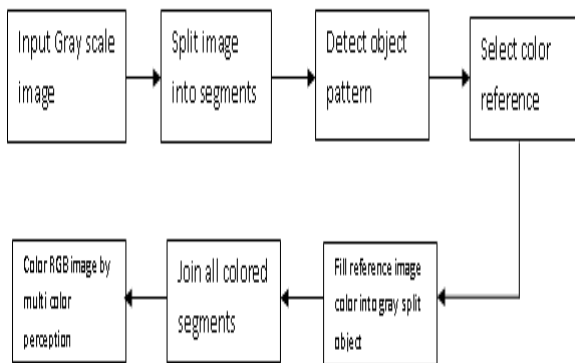 Input Gray scale
image
Split image
into segments
Detect object
pattern
Select color
reference
Fill reference image
color into gray split
object
Join all colored
segments
Color RGB image by
multi color
perception